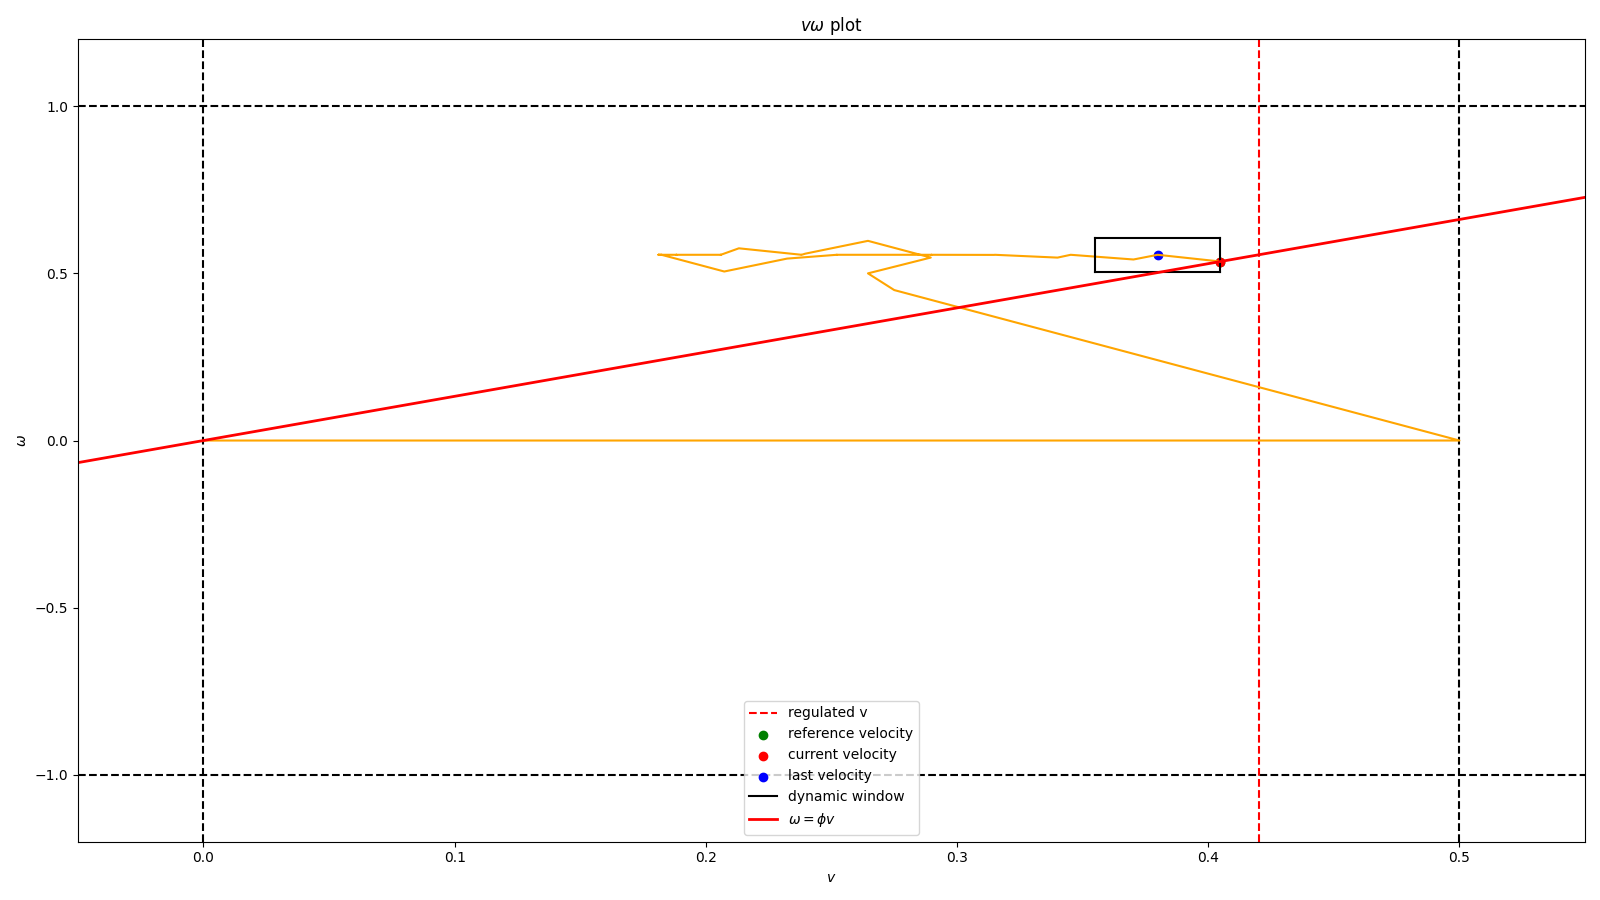 vω plot
ω
1.0
0.5
0.0
−0.5
−1.0
regulated v
reference velocity
current velocity
last velocity
dynamic window
ω = ϕv
0.0 0.1 0.2 0.3 0.4 0.5
v